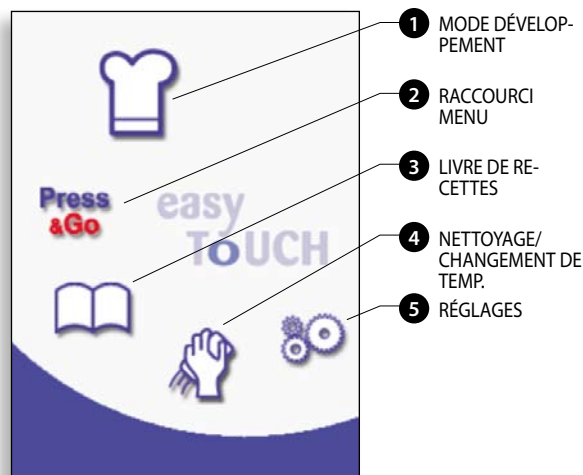 1 MODE DÉVELOP-
PEMENT
2 RACCOURCI
MENU
3 LIVRE DE RE-
CETTES
4 NETTOYAGE/
CHANGEMENT DE
TEMP.
5 RÉGLAGES
Press
&Go
easy
ToUCH